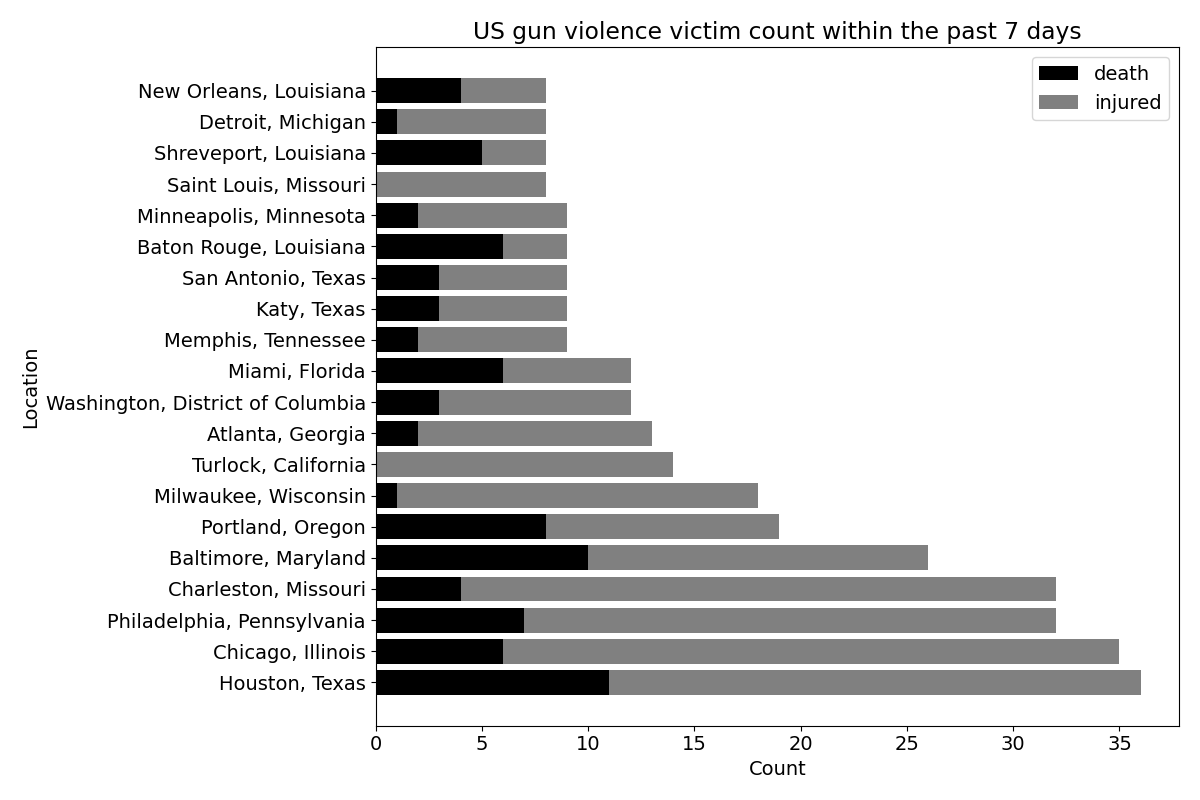 US gun violence victim count within the past 7 days
death
injured
New Orleans, Louisiana
Detroit, Michigan
Shreveport, Louisiana
Saint Louis, Missouri
Minneapolis, Minnesota
Baton Rouge, Louisiana
San Antonio, Texas
Katy, Texas
Memphis, Tennessee
Miami, Florida
Washington, District of Columbia
Atlanta, Georgia
Turlock, California
Milwaukee, Wisconsin
Portland, Oregon
Baltimore, Maryland
Charleston, Missouri
Philadelphia, Pennsylvania
Chicago, Illinois
Houston, Texas
Location
0 5 10 15 20 25 30 35
Count